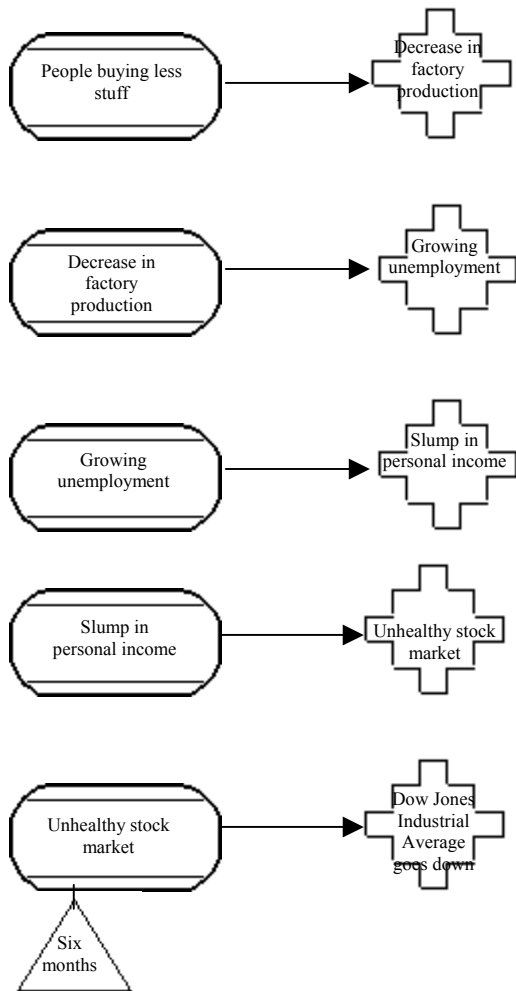 People buying less
stuff
Decrease in
factory
production
Decrease in
factory
production
Growing
unemployment
Growing
unemployment
Slump in
personal income
Slump in
personal income
Unhealthy stock
market
Unhealthy stock
market
Dow Jones
Industrial
Average
goes down
Six
months